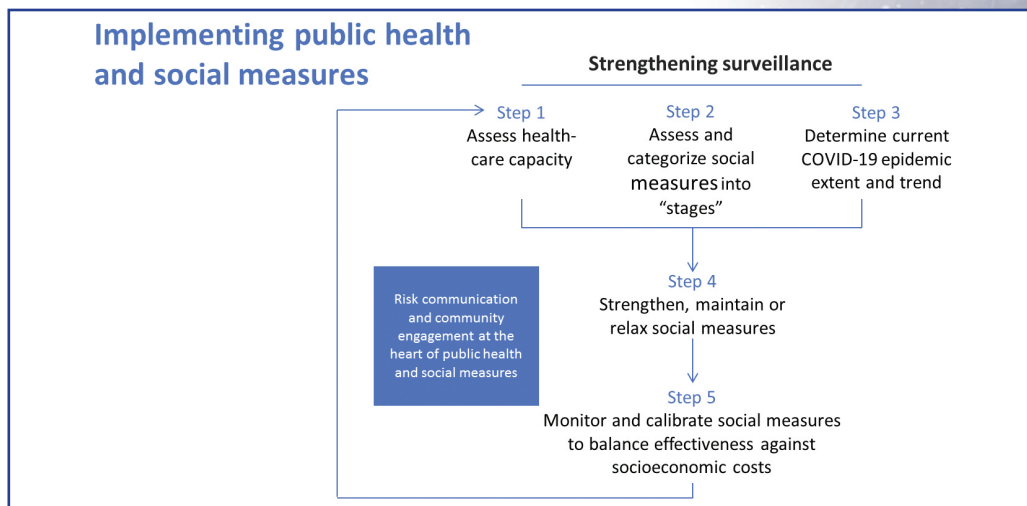 Implementing public health
and social measures
Strengthening surveillance
Step 1
Assess health-
care capacity
Step 2
Assess and
categorize social
measures into
“stages”
Step 3
Determine current
COVID-19 epidemic
extent and trend
Risk communication
and community
engagement at the
heart of public health
and social measures
Step 4
Strengthen, maintain or
relax social measures
Step 5
Monitor and calibrate social measures
to balance effectiveness against
socioeconomic costs